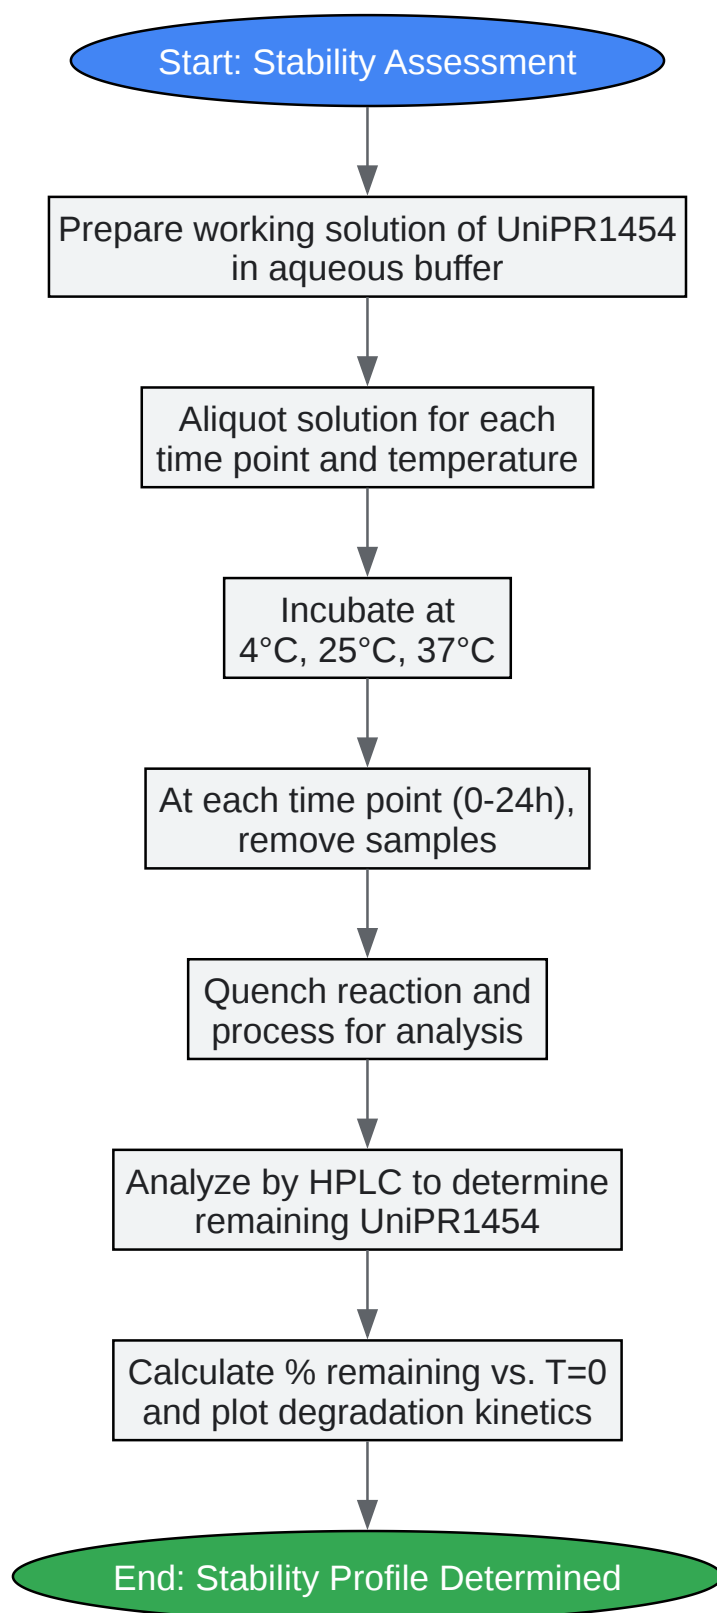 Start: Stability Assessment
Prepare working solution of UniPR1454
in aqueous buffer
Aliquot solution for each
time point and temperature
Incubate at
4°C, 25°C, 37°C
At each time point (0-24h),
remove samples
Quench reaction and
process for analysis
Analyze by HPLC to determine
remaining UniPR1454
Calculate % remaining vs. T=0
and plot degradation kinetics
End: Stability Profile Determined